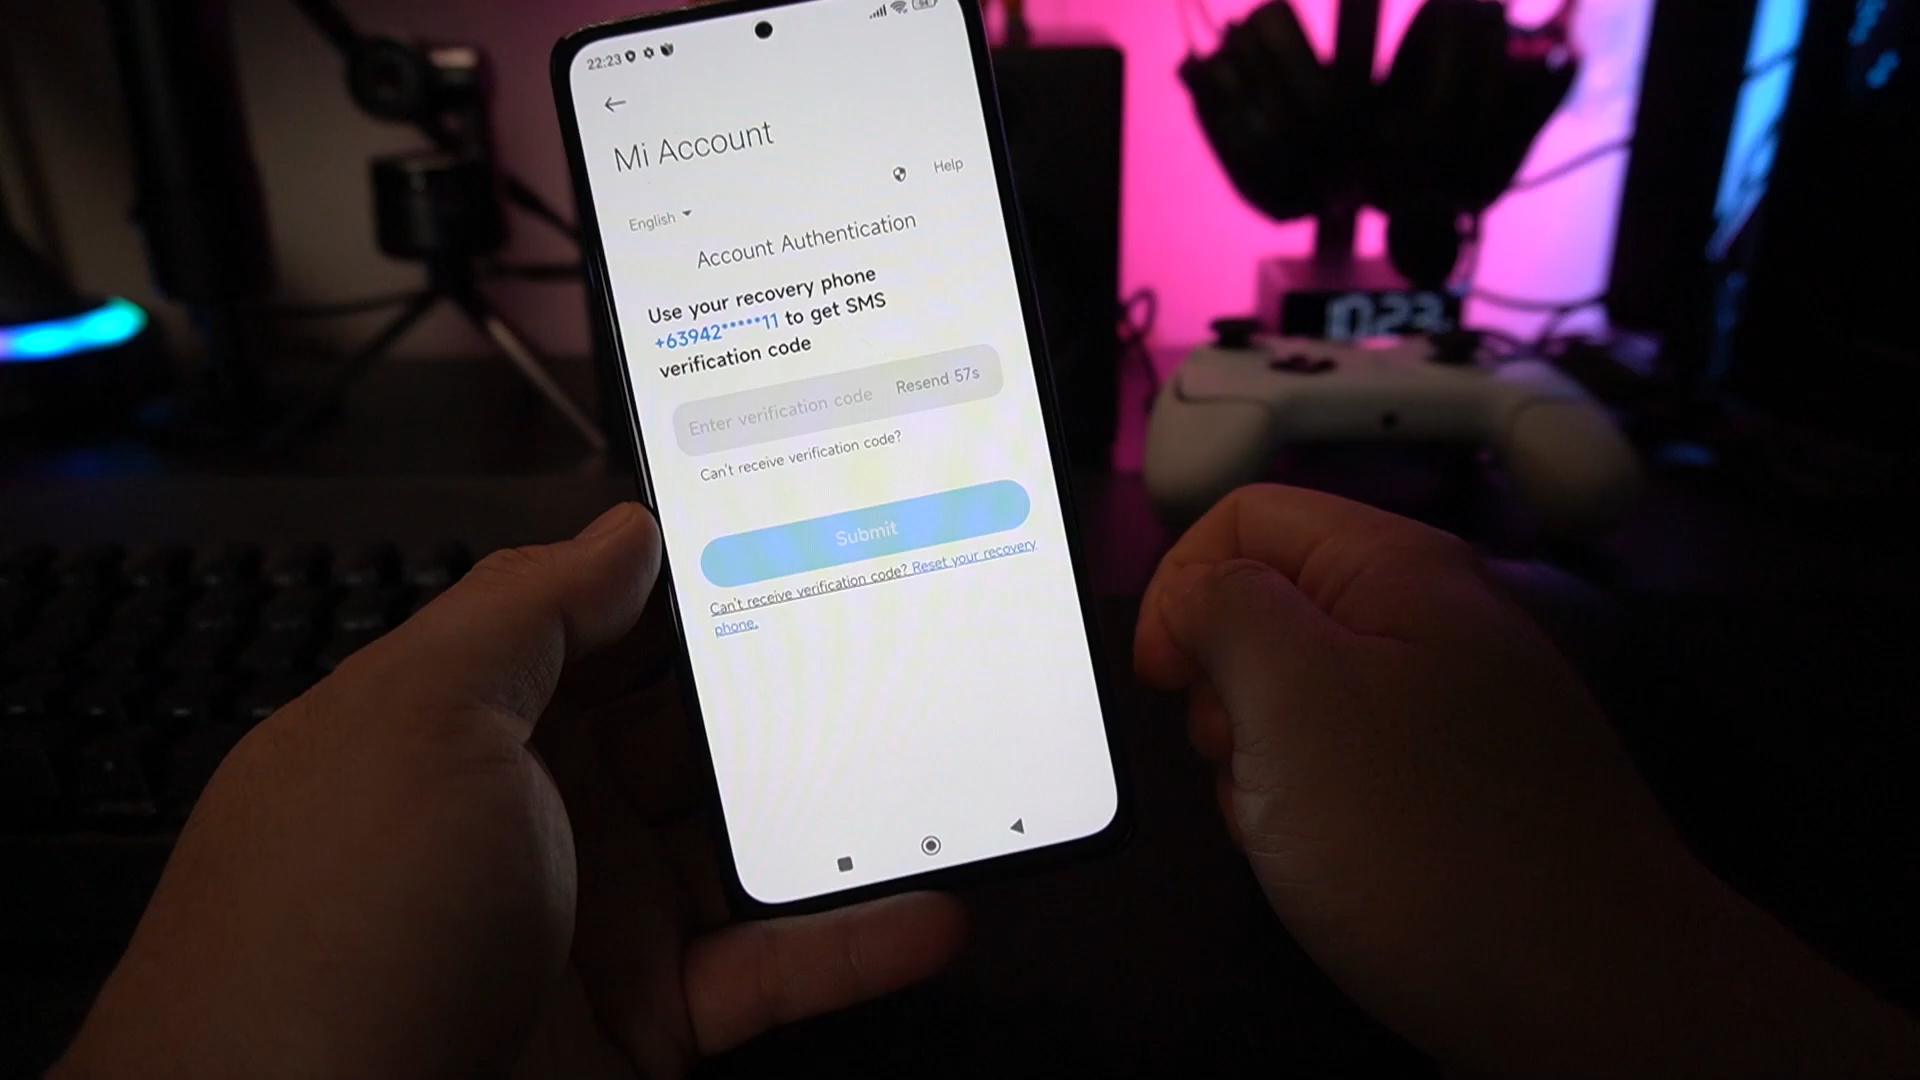 22:23
Mi Account
Help
English
Account Authentication
Use your recovery phone
+63942*****11 to get SMS
verification code
Enter verification code Resend 57s
Can't receive verification code?
Submit
Can't receive verification code? Reset your recovery
phone.